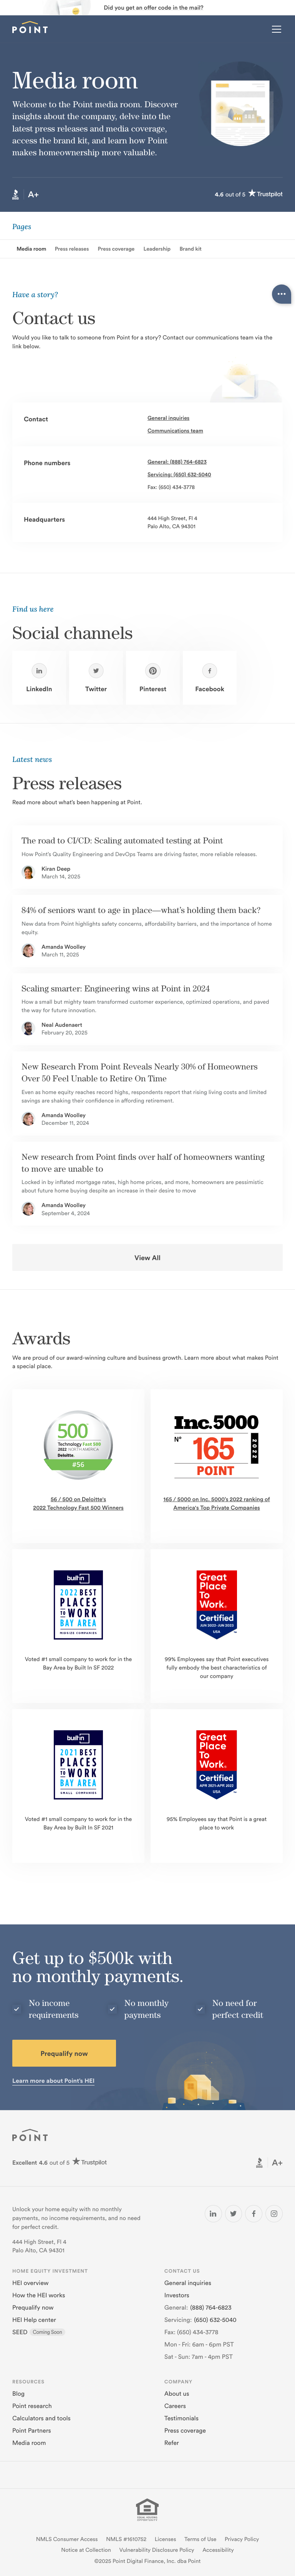 Did you get an offer code in the mail?
POINT
Media room
Welcome to the Point media room. Discover
insights about the company, delve into the
latest press releases and media coverage,
access the brand kit, and learn how Point
makes homeownership more valuable.
A+
4.6 out of 5 Trustpilot
Pages
Media room Press releases Press coverage Leadership Brand kit
Have a story?
Contact us
Would you like to talk to someone from Point for a story? Contact our communications team via the
link below.
Contact
General inquiries
Communications team
Phone numbers
General: (888) 764-6823
Servicing: (650) 632-5040
Fax: (650) 434-3778
Headquarters
444 High Street, Fl 4
Palo Alto, CA 94301
Find us here
Social channels
LinkedIn
Twitter
Pinterest
Facebook
Latest news
Press releases
Read more about what's been happening at Point.
The road to CI/CD: Scaling automated testing at Point
How Point's Quality Engineering and DevOps Teams are driving faster, more reliable releases.
Kiran Deep
March 14, 2025
84% of seniors want to age in place—what's holding them back?
New data from Point highlights safety concerns, affordability barriers, and the importance of home
equity.
Amanda Woolley
March 11, 2025
Scaling smarter: Engineering wins at Point in 2024
How a small but mighty team transformed customer experience, optimized operations, and paved
the way for future innovation.
Neal Audenaert
February 20, 2025
New Research From Point Reveals Nearly 30% of Homeowners
Over 50 Feel Unable to Retire On Time
Even as home equity reaches record highs, respondents report that rising living costs and limited
savings are shaking their confidence in affording retirement.
Amanda Woolley
December 11, 2024
New research from Point finds over half of homeowners wanting
to move are unable to
Locked in by inflated mortgage rates, high home prices, and more, homeowners are pessimistic
about future home buying despite an increase in their desire to move
Amanda Woolley
September 4, 2024
View All
Awards
We are proud of our award-winning culture and business growth. Learn more about what makes Point
a special place.
500
Technology Fast 500
2022 NORTH AMERICA
Deloitte.
#56
56 / 500 on Deloitte's
2022 Technology Fast 500 Winners
Inc.5000
Nº 165 2022
POINT
165 / 5000 on Inc. 5000's 2022 ranking of
America's Top Private Companies
built in
2022 BEST
PLACES
TO WORK
BAY AREA
MIDSIZE COMPANIES
Voted #1 small company to work for in the
Bay Area by Built In SF 2022
Great
Place
To
Work®
Certified
JUN 2022-JUN 2023
USA
99% Employees say that Point executives
fully embody the best characteristics of
our company
built in
2021 BEST
PLACES
TO WORK
BAY AREA
SMALL COMPANIES
Voted #1 small company to work for in the
Bay Area by Built In SF 2021
Great
Place
To
Work®
Certified
APR 2021-APR 2022
USA
95% Employees say that Point is a great
place to work
Get up to $500k with
no monthly payments.
No income
requirements
No monthly
payments
No need for
perfect credit
Prequalify now
Learn more about Point's HEI
POINT
Excellent 4.6 out of 5 Trustpilot
A+
Unlock your home equity with no monthly
payments, no income requirements, and no need
for perfect credit.
444 High Street, Fl 4
Palo Alto, CA 94301
HOME EQUITY INVESTMENT
HEI overview
How the HEI works
Prequalify now
HEI Help center
SEED Coming Soon
CONTACT US
General inquiries
Investors
General: (888) 764-6823
Servicing: (650) 632-5040
Fax: (650) 434-3778
Mon - Fri: 6am - 6pm PST
Sat - Sun: 7am - 4pm PST
RESOURCES
Blog
Point research
Calculators and tools
Point Partners
Media room
COMPANY
About us
Careers
Testimonials
Press coverage
Refer
NMLS Consumer Access NMLS #1610752 Licenses Terms of Use Privacy Policy
Notice at Collection Vulnerability Disclosure Policy Accessibility
©2025 Point Digital Finance, Inc. dba Point